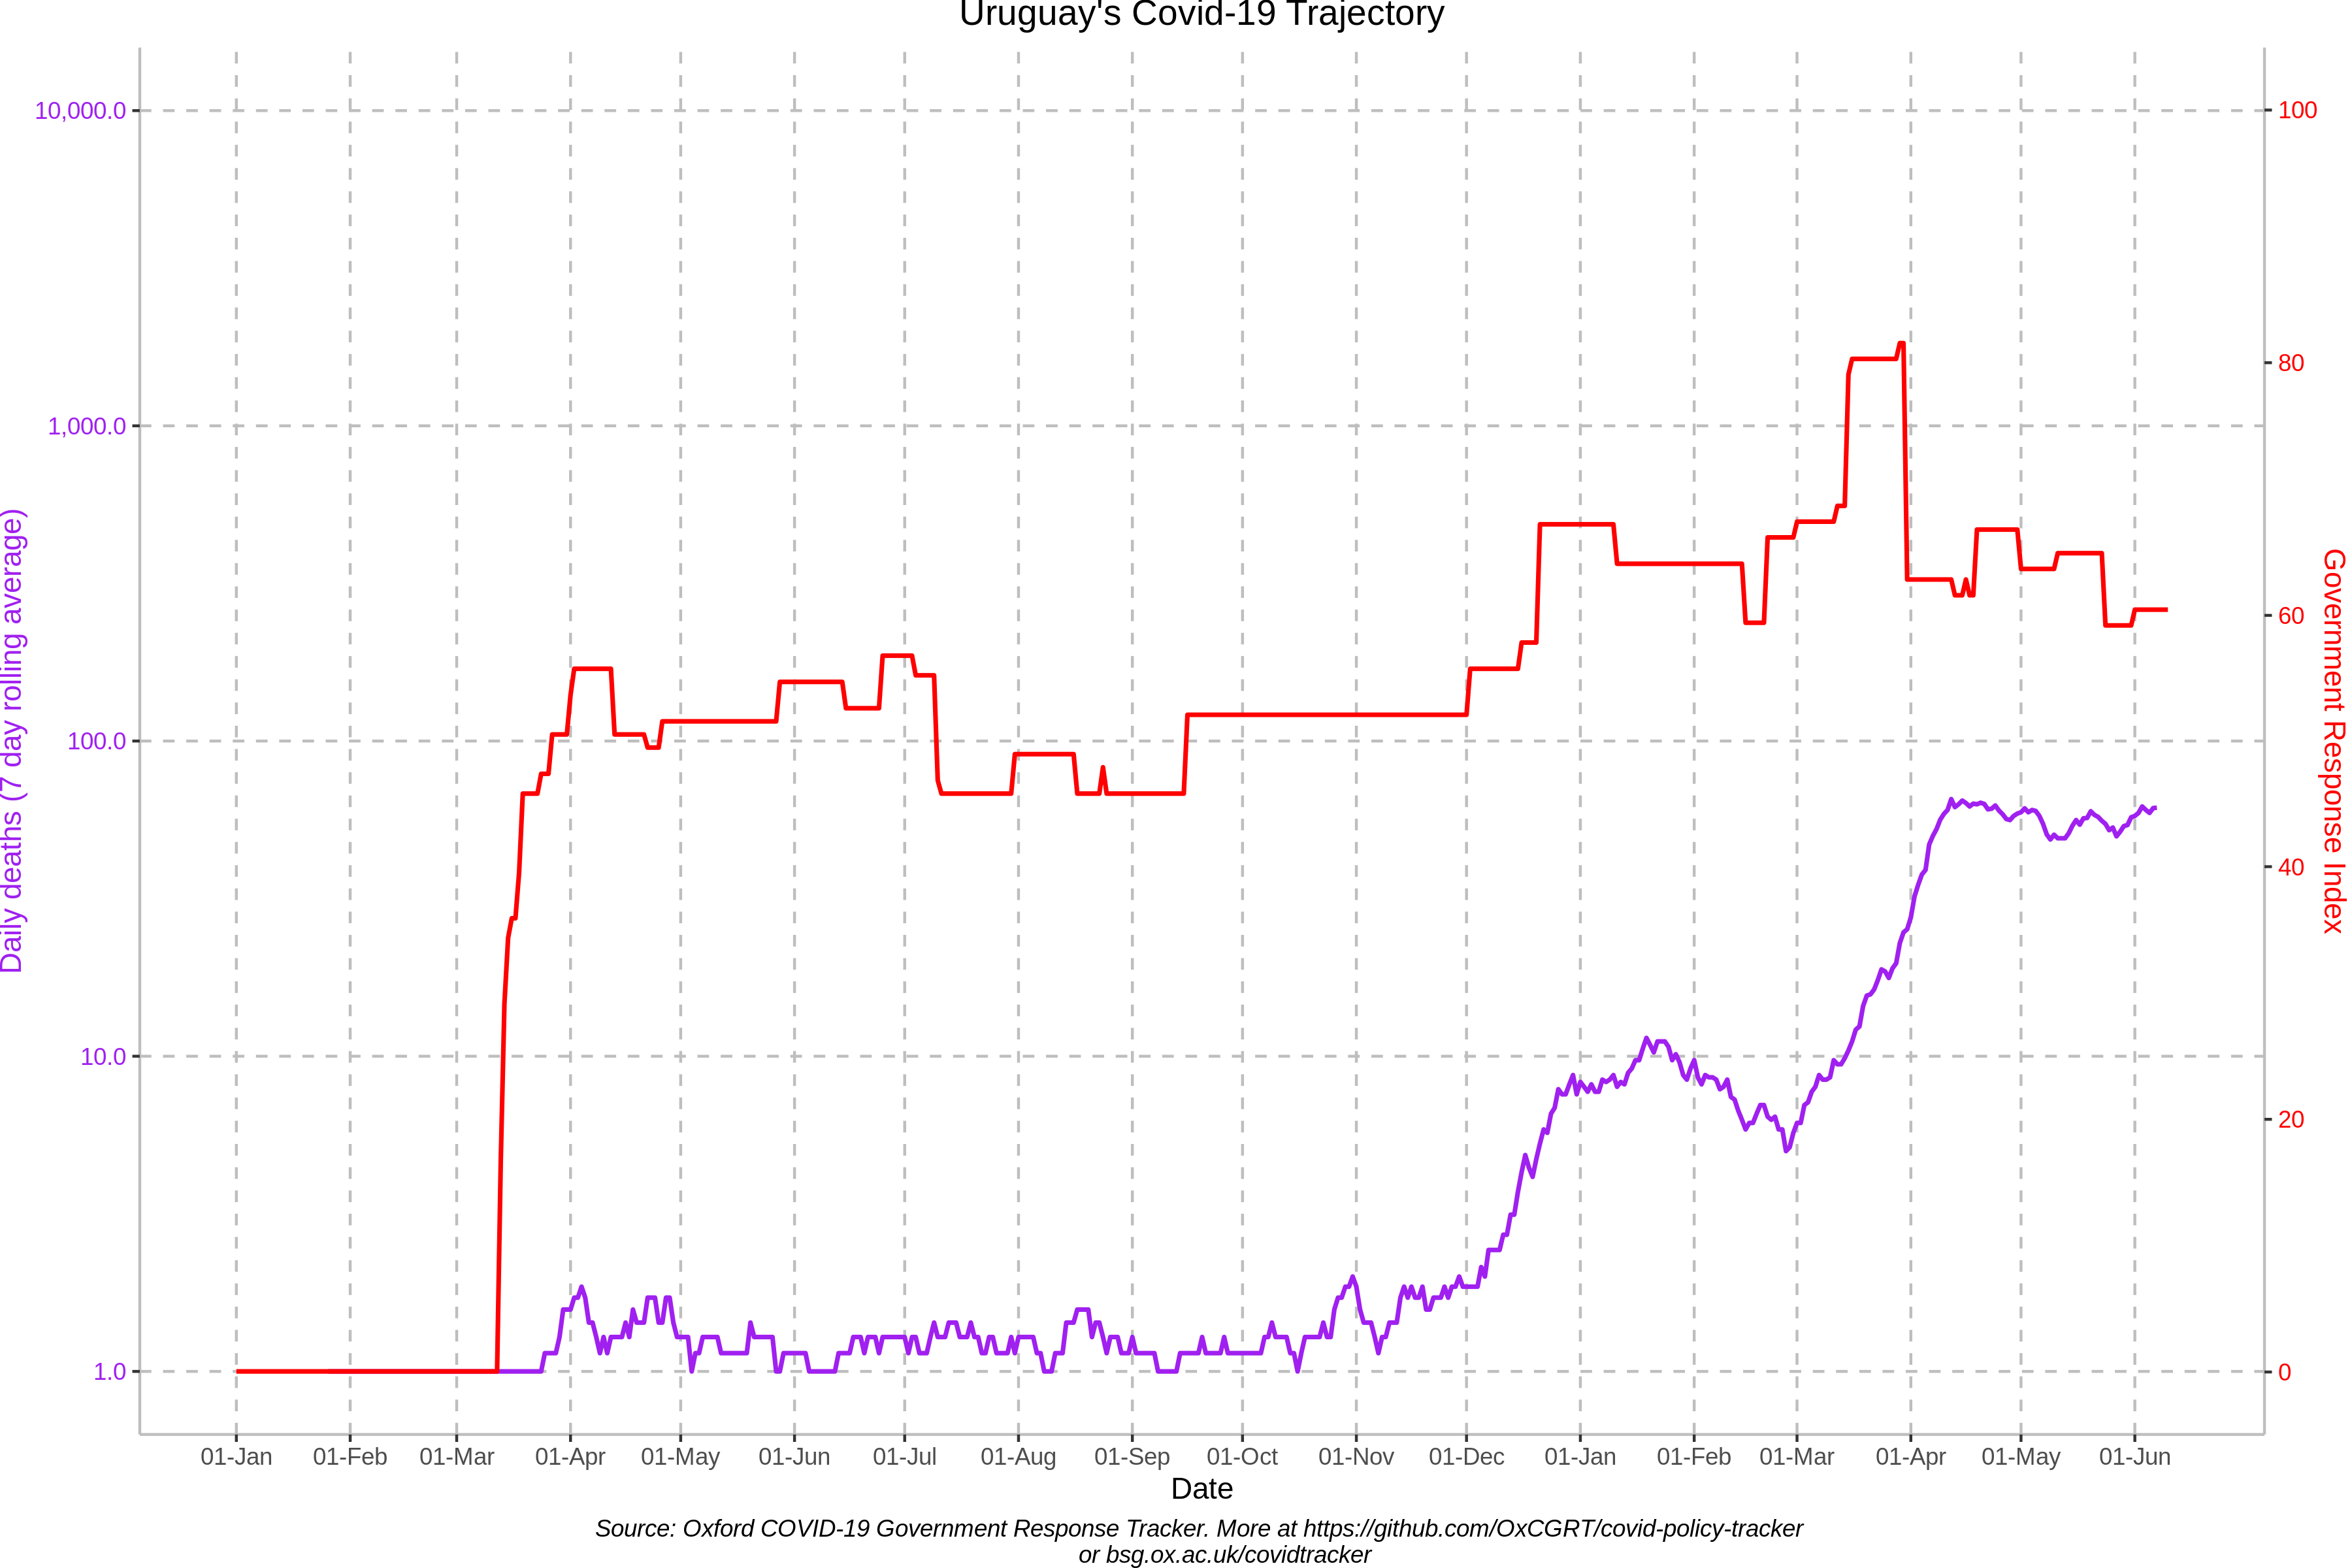 Uruguay's Covid-19 Trajectory
10,000.0
1,000.0
100.0
10.0
1.0
Daily deaths (7 day rolling average)
100
80
60
40
20
0
Government Response Index
01-Jan 01-Feb 01-Mar 01-Apr 01-May 01-Jun 01-Jul 01-Aug 01-Sep 01-Oct 01-Nov 01-Dec 01-Jan 01-Feb 01-Mar 01-Apr 01-May 01-Jun
Date
Source: Oxford COVID-19 Government Response Tracker. More at https://github.com/OxCGRT/covid-policy-tracker
or bsg.ox.ac.uk/covidtracker